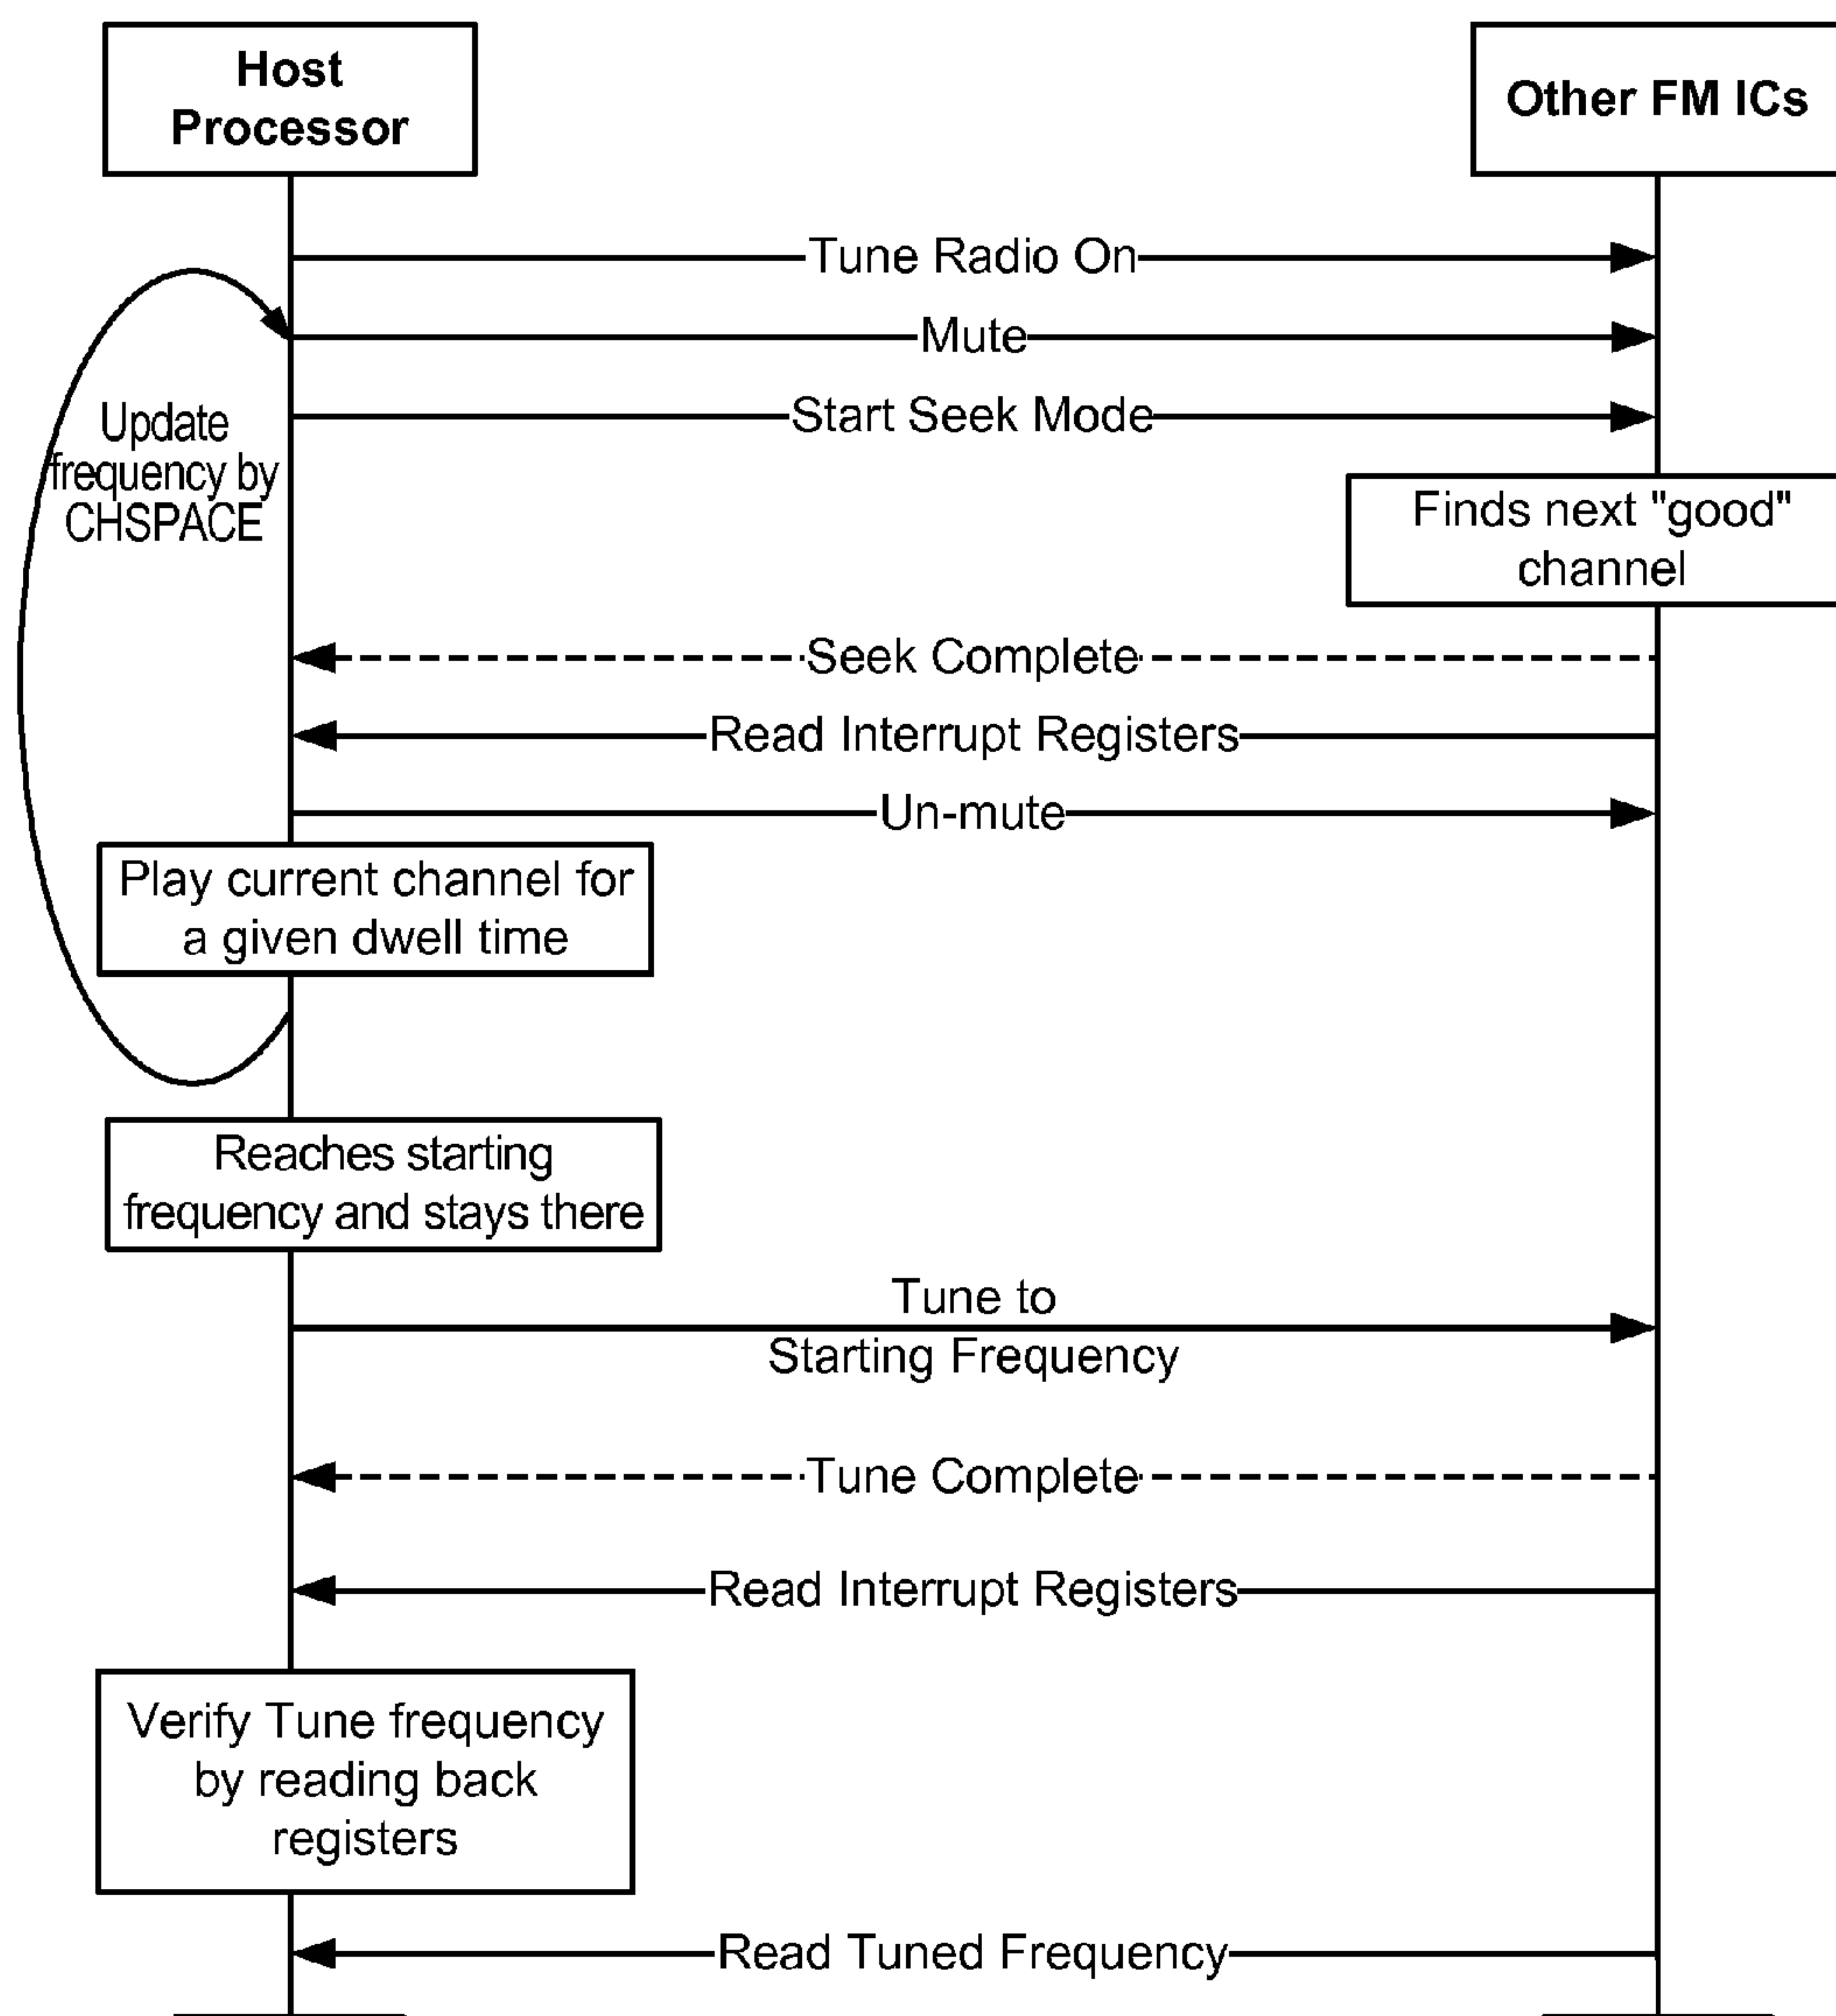 Host
Processor
Other FM ICs
Tune Radio On
Mute
Start Seek Mode
Update
frequency by
CHSPACE
Finds next "good"
channel
Seek Complete
Read Interrupt Registers
Un-mute
Play current channel for
a given dwell time
Reaches starting
frequency and stays there
Tune to
Starting Frequency
Tune Complete
Read Interrupt Registers
Verify Tune frequency
by reading back
registers
Read Tuned Frequency